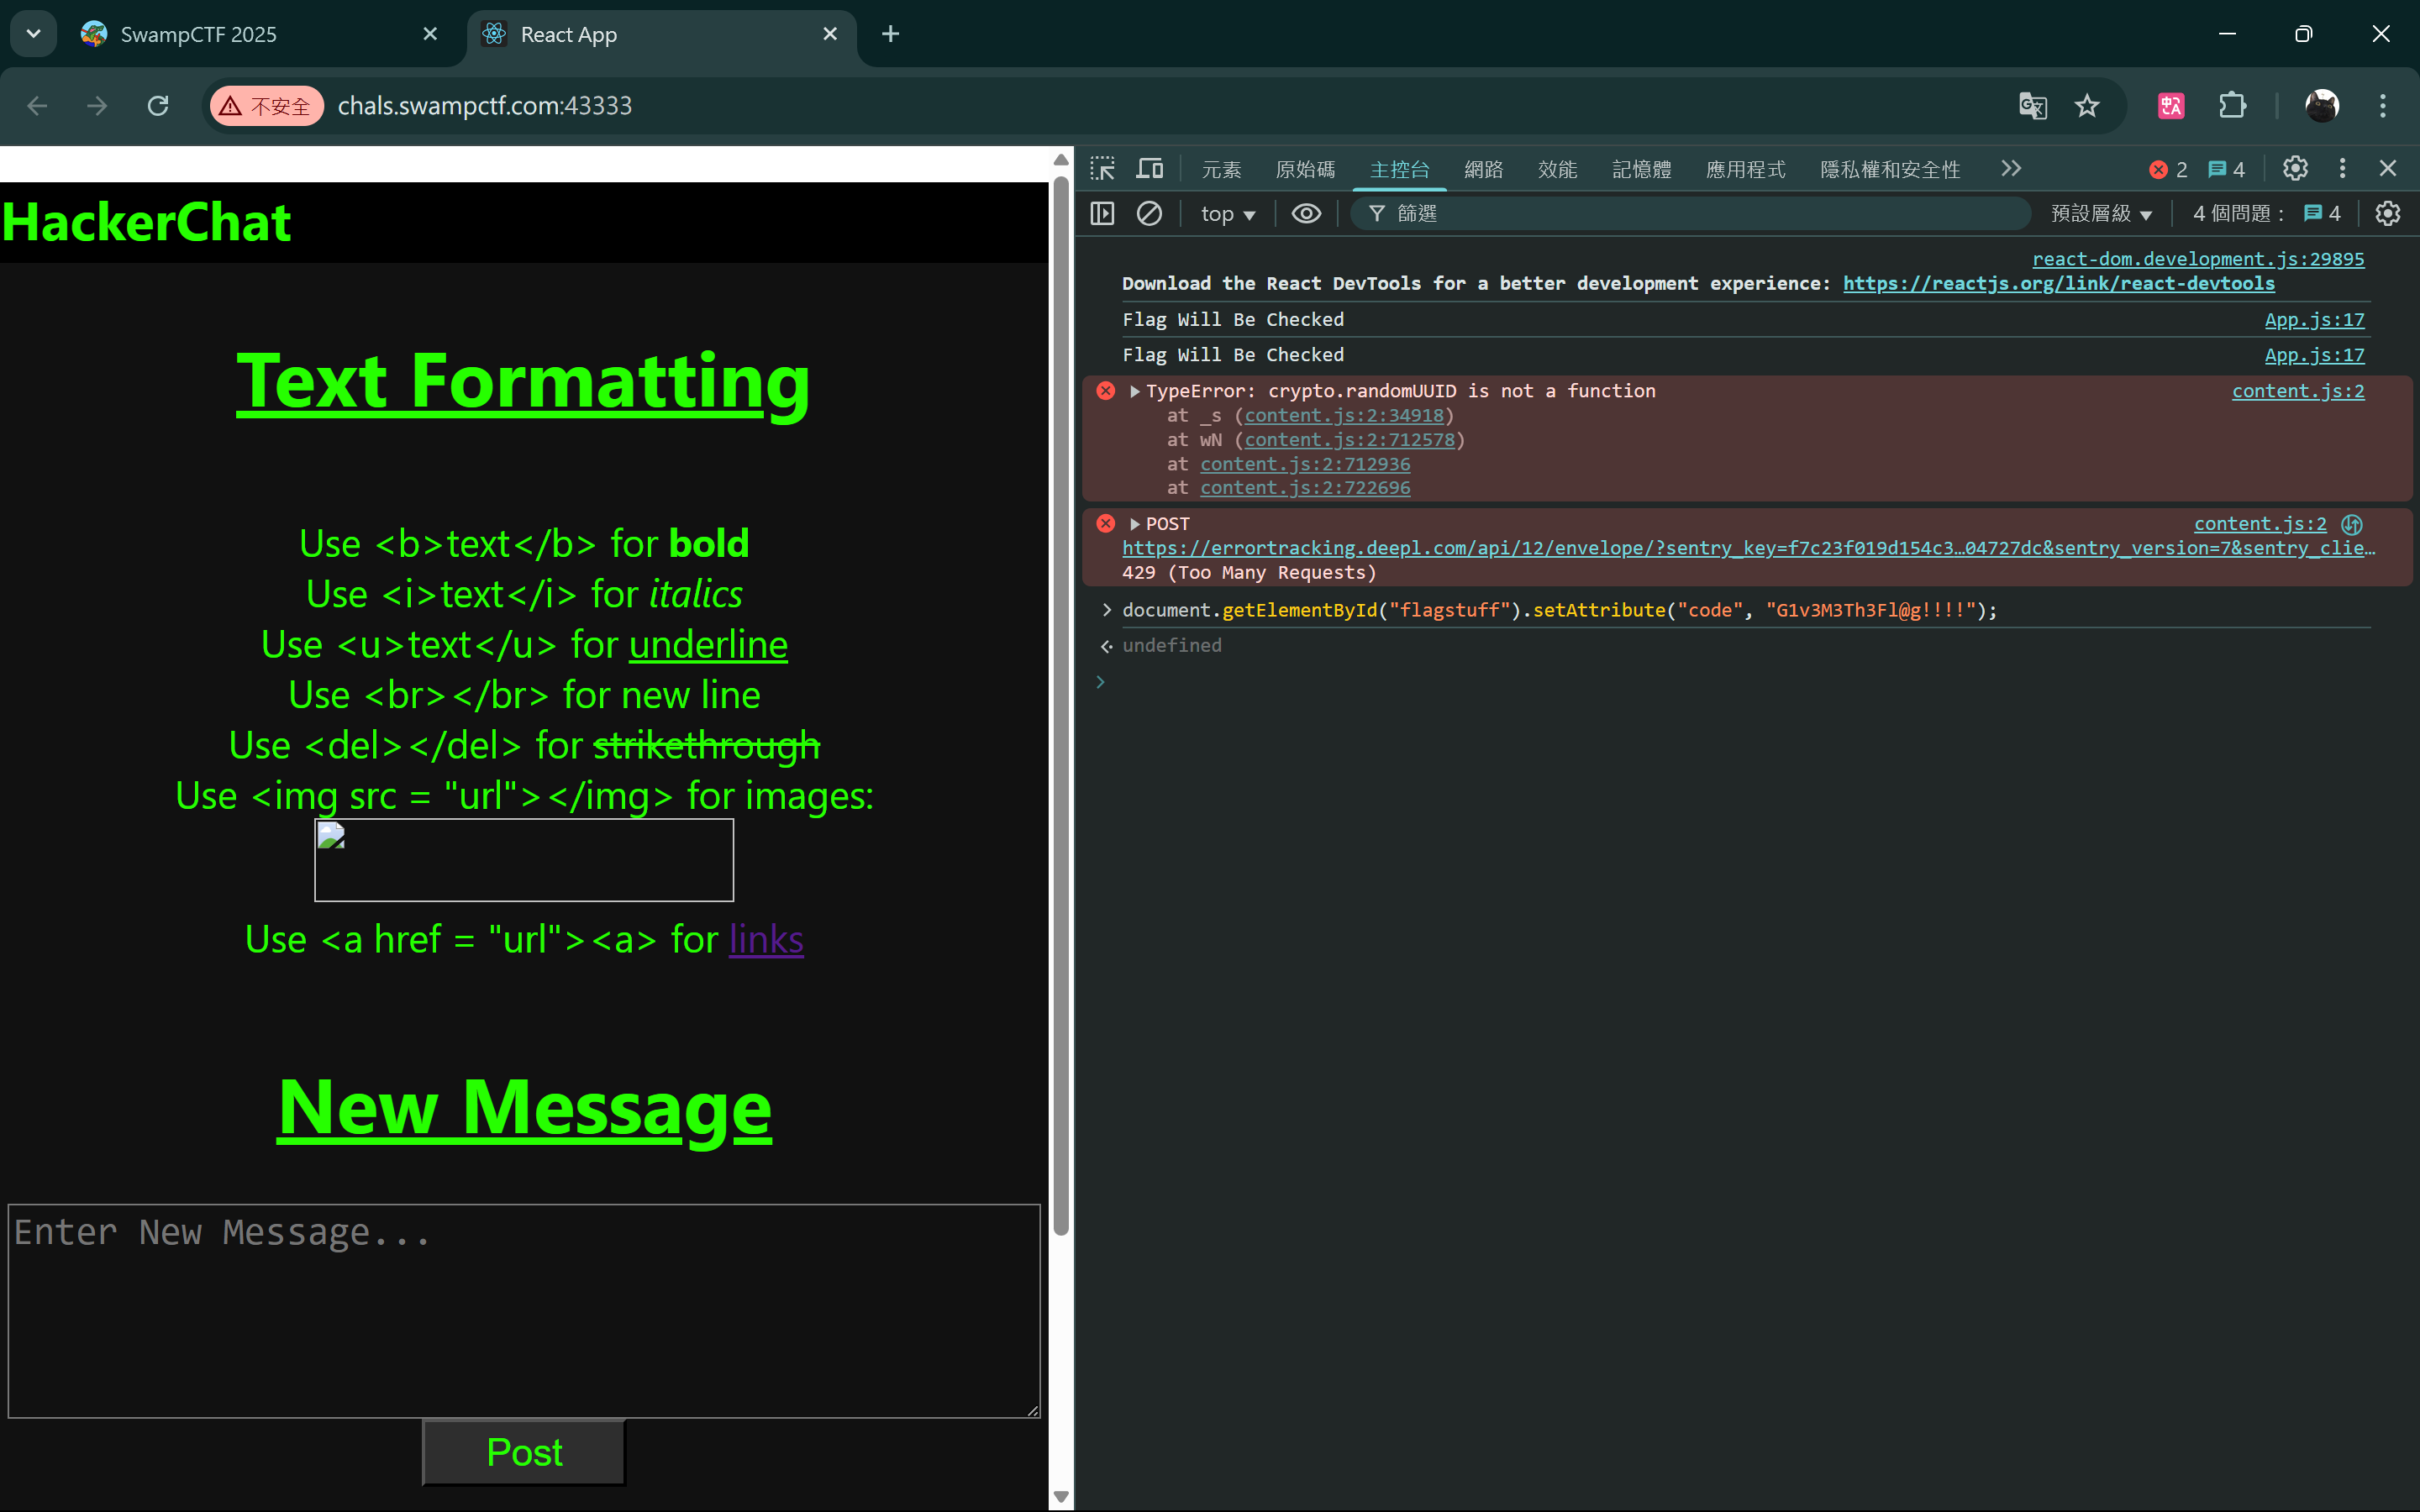 SwampCTF 2025
React App
不安全
chals.swampctf.com:43333
HackerChat
Text Formatting
Use <b>text</b> for bold
Use <i>text</i> for italics
Use <u>text</u> for underline
Use <br></br> for new line
Use <del></del> for strikethrough
Use <img src = "url"></img> for images:
Use <a href = "url"><a> for links
New Message
Enter New Message...
Post
元素 原始碼 主控台 網路 效能 記憶體 應用程式 隱私權和安全性 2 4
top 篩選 預設層級 4 個問題： 4
react-dom.development.js:29895
Download the React DevTools for a better development experience: https://reactjs.org/link/react-devtools
Flag Will Be Checked App.js:17
Flag Will Be Checked App.js:17
TypeError: crypto.randomUUID is not a function content.js:2
at _s (content.js:2:34918)
at wN (content.js:2:712578)
at content.js:2:712936
at content.js:2:722696
POST content.js:2
https://errortracking.deepl.com/api/12/envelope/?sentry_key=f7c23f019d154c3…04727dc&sentry_version=7&sentry_clie…
429 (Too Many Requests)
document.getElementById("flagstuff").setAttribute("code", "G1v3M3Th3Fl@g!!!!");
undefined